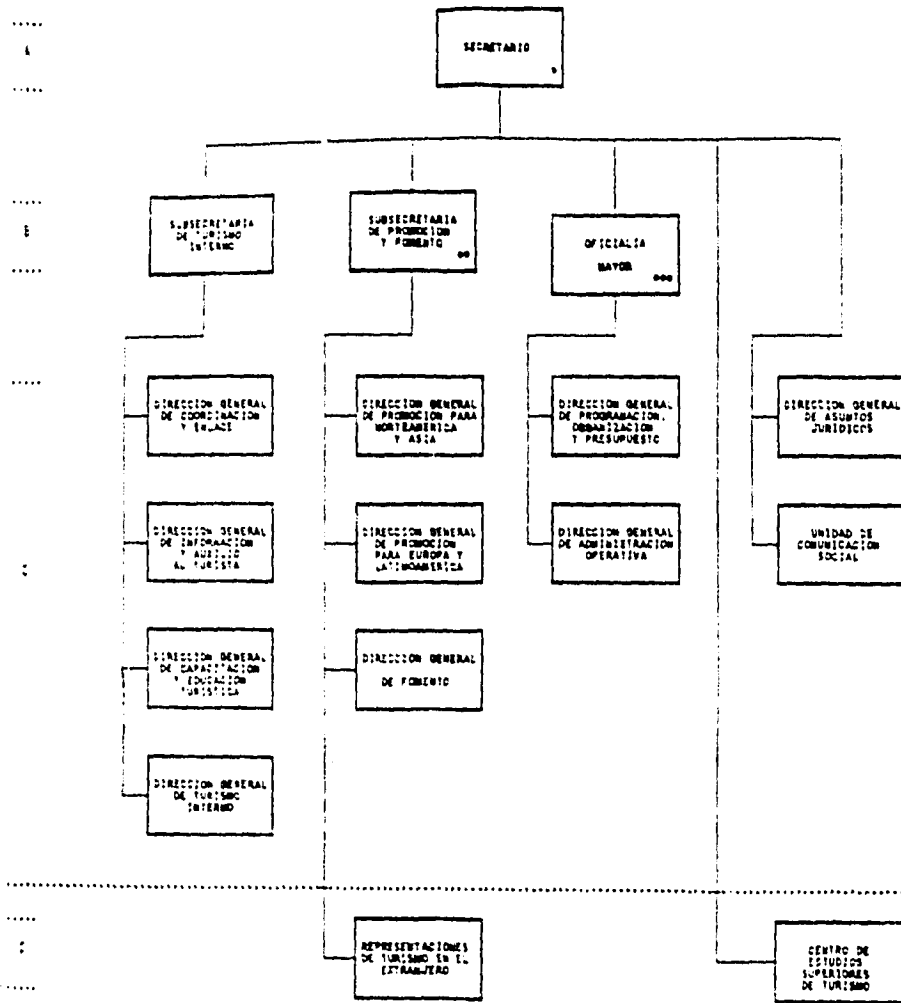 A
SECRETARIO
B
SUBSECRETARIA
DE TURISMO
INTERNO
SUBSECRETARIA
DE PROMOCION
Y FOMENTO
OFICIALIA
MAYOR
DIRECCION GENERAL
DE COORDINACION
Y ENLACE
DIRECCION GENERAL
DE PROMOCION PARA
NORTEAMERICA
Y ASIA
DIRECCION GENERAL
DE PROGRAMACION,
ORGANIZACION
Y PRESUPUESTO
DIRECCION GENERAL
DE ASUNTOS
JURIDICOS
DIRECCION GENERAL
DE INFORMACION
Y AUXILIO
AL TURISTA
DIRECCION GENERAL
DE PROMOCION
PARA EUROPA Y
LATINOAMERICA
DIRECCION GENERAL
DE ADMINISTRACION
OPERATIVA
UNIDAD DE
COMUNICACION
SOCIAL
DIRECCION GENERAL
DE CAPACITACION
Y EDUCACION
TURISTICA
DIRECCION GENERAL
DE FOMENTO
DIRECCION GENERAL
DE TURISMO
INTERNO
REPRESENTACIONES
DE TURISMO EN EL
EXTRANJERO
CENTRO DE
ESTUDIOS
SUPERIORES
DE TURISMO